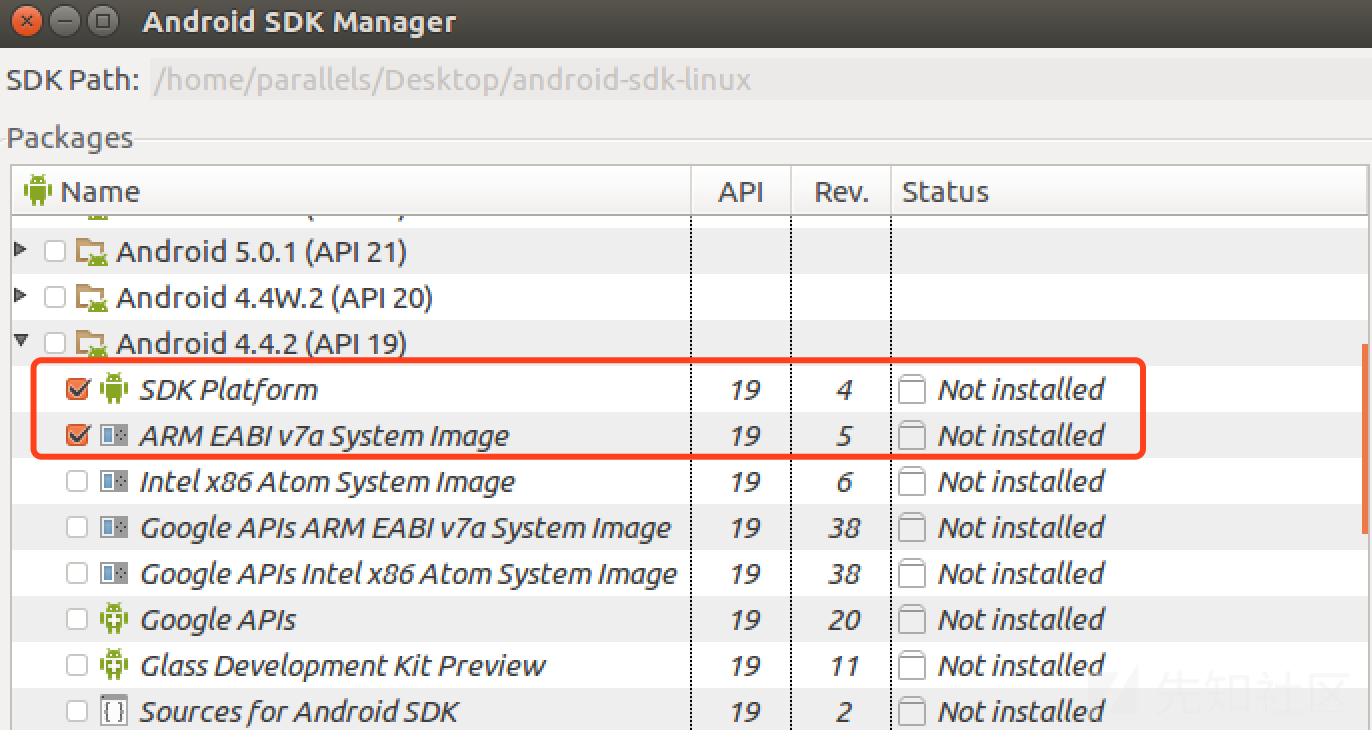 Android SDK Manager
SDK Path: /home/parallels/Desktop/android-sdk-linux
Packages
Name API Rev. Status
Android 5.0.1 (API 21)
Android 4.4W.2 (API 20)
Android 4.4.2 (API 19)
SDK Platform 19 4 Not installed
ARM EABI v7a System Image 19 5 Not installed
Intel x86 Atom System Image 19 6 Not installed
Google APIs ARM EABI v7a System Image 19 38 Not installed
Google APIs Intel x86 Atom System Image 19 38 Not installed
Google APIs 19 20 Not installed
Glass Development Kit Preview 19 11 Not installed
Sources for Android SDK 19 2 Not installed
先知社区